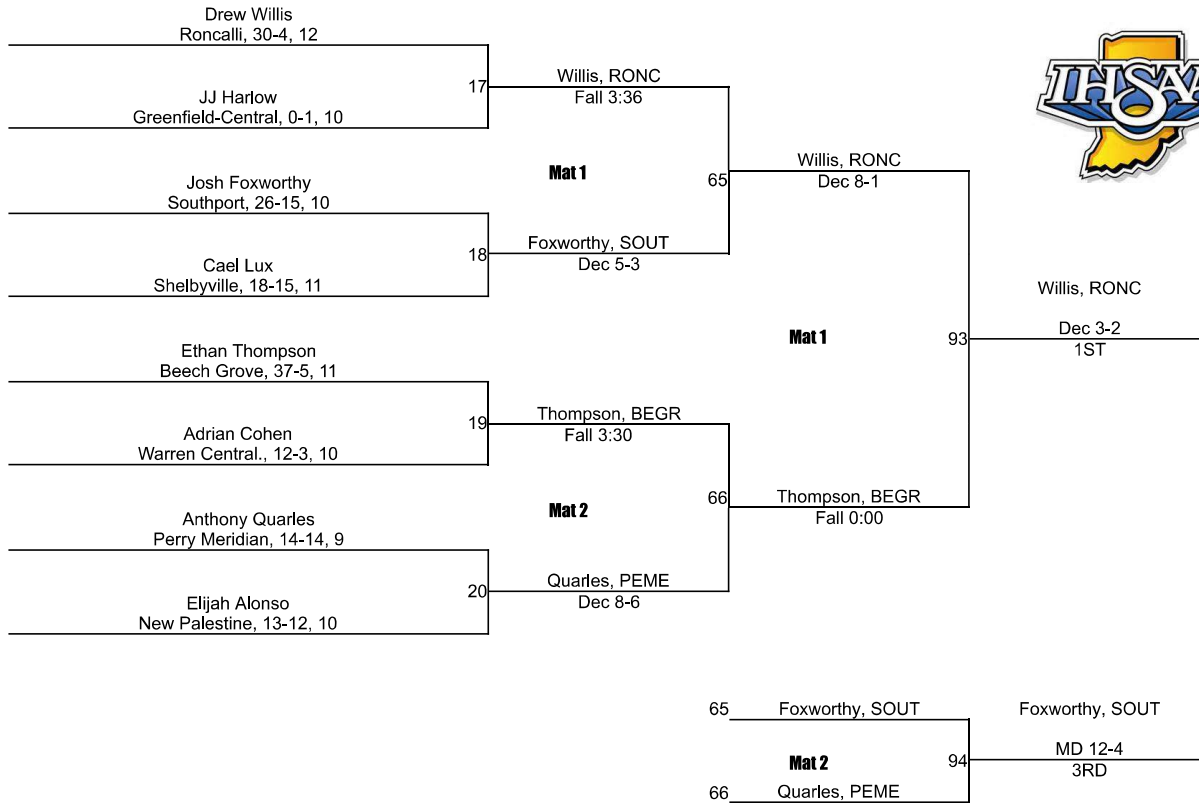 Drew Willis
Roncalli, 30-4, 12
JJ Harlow
Greenfield-Central, 0-1, 10
17
Willis, RONC
Fall 3:36
Josh Foxworthy
Southport, 26-15, 10
Cael Lux
Shelbyville, 18-15, 11
18
Foxworthy, SOUT
Dec 5-3
Mat 1
65
Willis, RONC
Dec 8-1
Ethan Thompson
Beech Grove, 37-5, 11
Adrian Cohen
Warren Central., 12-3, 10
19
Thompson, BEGR
Fall 3:30
Anthony Quarles
Perry Meridian, 14-14, 9
Elijah Alonso
New Palestine, 13-12, 10
20
Quarles, PEME
Dec 8-6
Mat 2
66
Thompson, BEGR
Fall 0:00
Mat 1
93
Willis, RONC
Dec 3-2
1ST
IHSAA
65
Foxworthy, SOUT
Mat 2
66
Quarles, PEME
94
Foxworthy, SOUT
MD 12-4
3RD